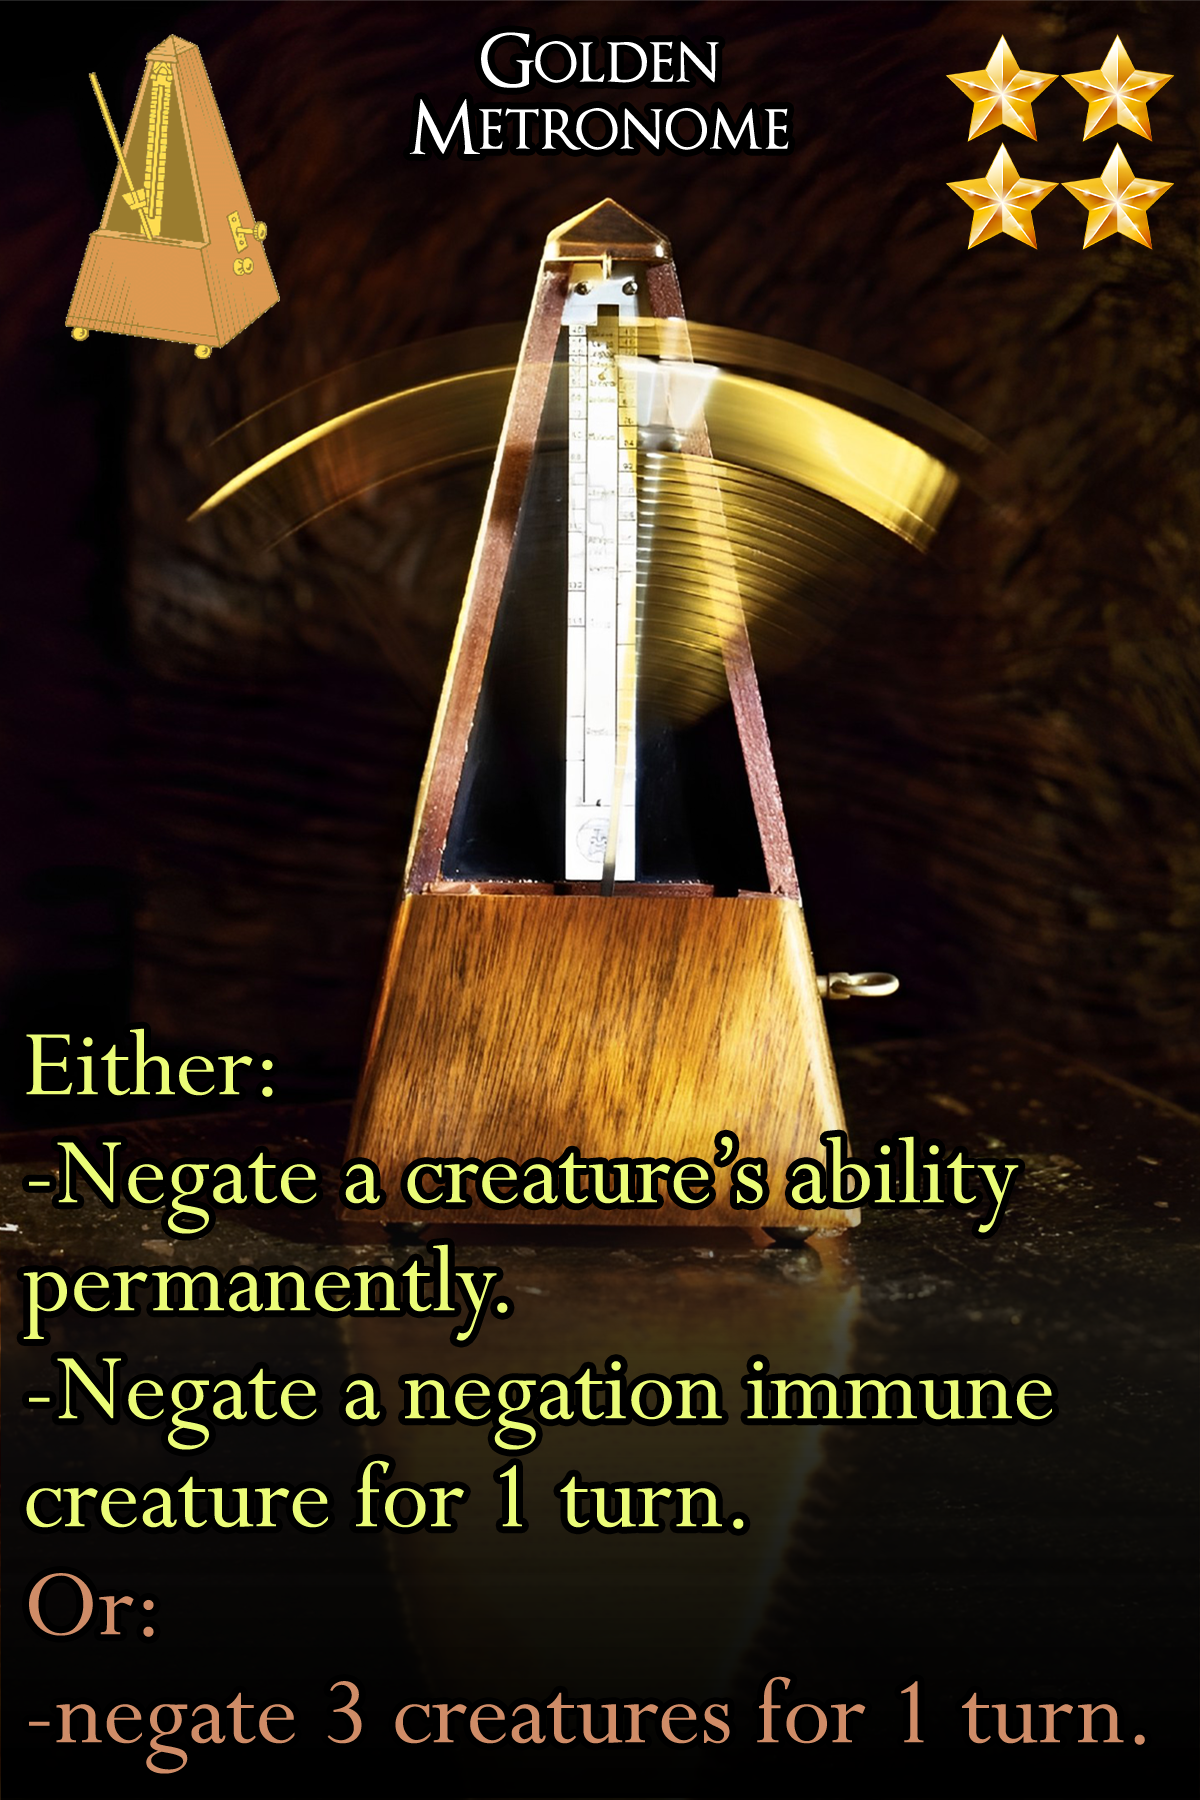 Golden
Metronome
Either:
-Negate a creature’s ability
permanently.
-Negate a negation immune
creature for 1 turn.
Or:
-negate 3 creatures for 1 turn.